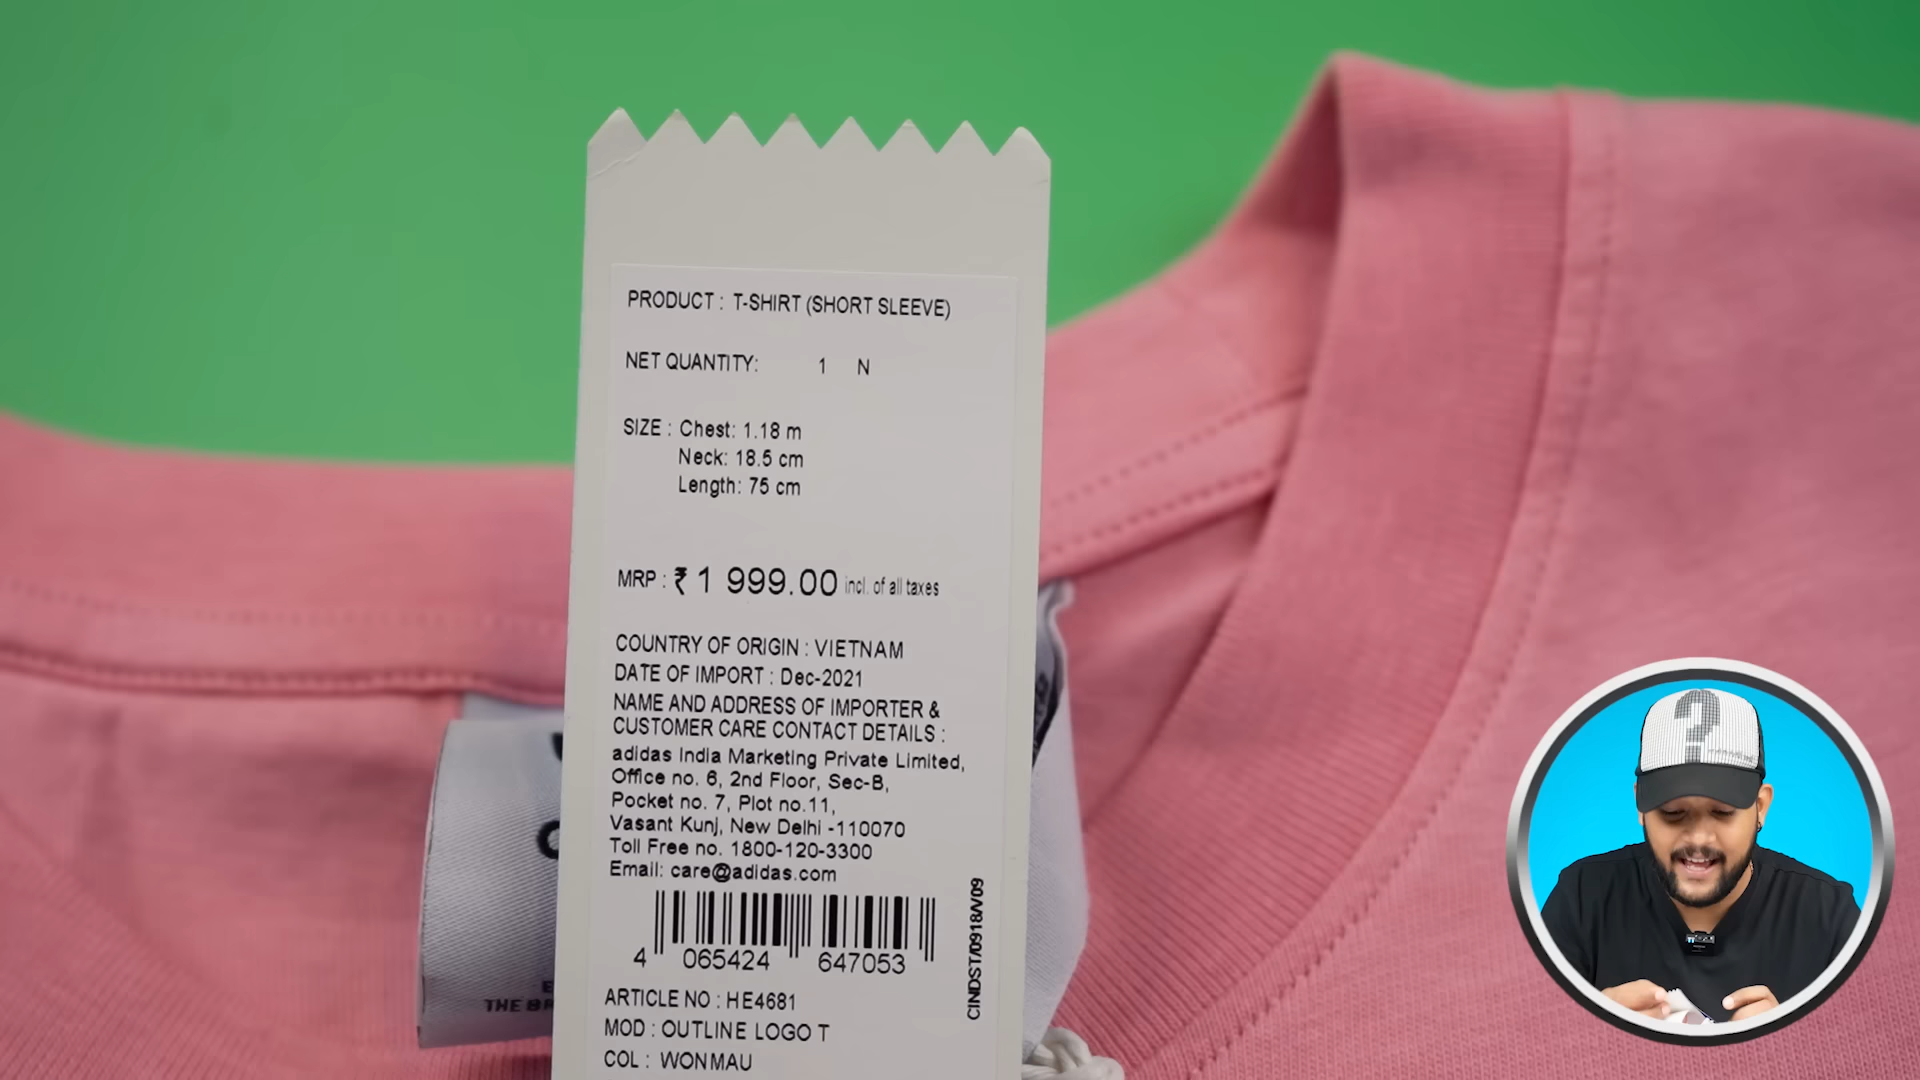 PRODUCT : T-SHIRT (SHORT SLEEVE)
NET QUANTITY: 1 N
SIZE : Chest: 1.18 m
Neck: 18.5 cm
Length: 75 cm
MRP : ₹ 1 999.00 incl. of all taxes
COUNTRY OF ORIGIN : VIETNAM
DATE OF IMPORT : Dec-2021
NAME AND ADDRESS OF IMPORTER &
CUSTOMER CARE CONTACT DETAILS :
adidas India Marketing Private Limited,
Office no. 6, 2nd Floor, Sec-B,
Pocket no. 7, Plot no.11,
Vasant Kunj, New Delhi -110070
Toll Free no. 1800-120-3300
Email: care@adidas.com
4 065424 647053
CINDST/0918/V09
ARTICLE NO : HE4681
MOD : OUTLINE LOGO T
COL : WONMAU
THE
?